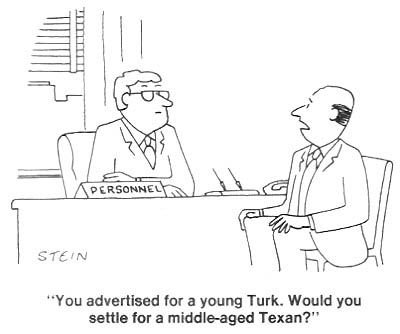 PERSONNEL
STEIN
"You advertised for a young Turk. Would you
settle for a middle-aged Texan?"